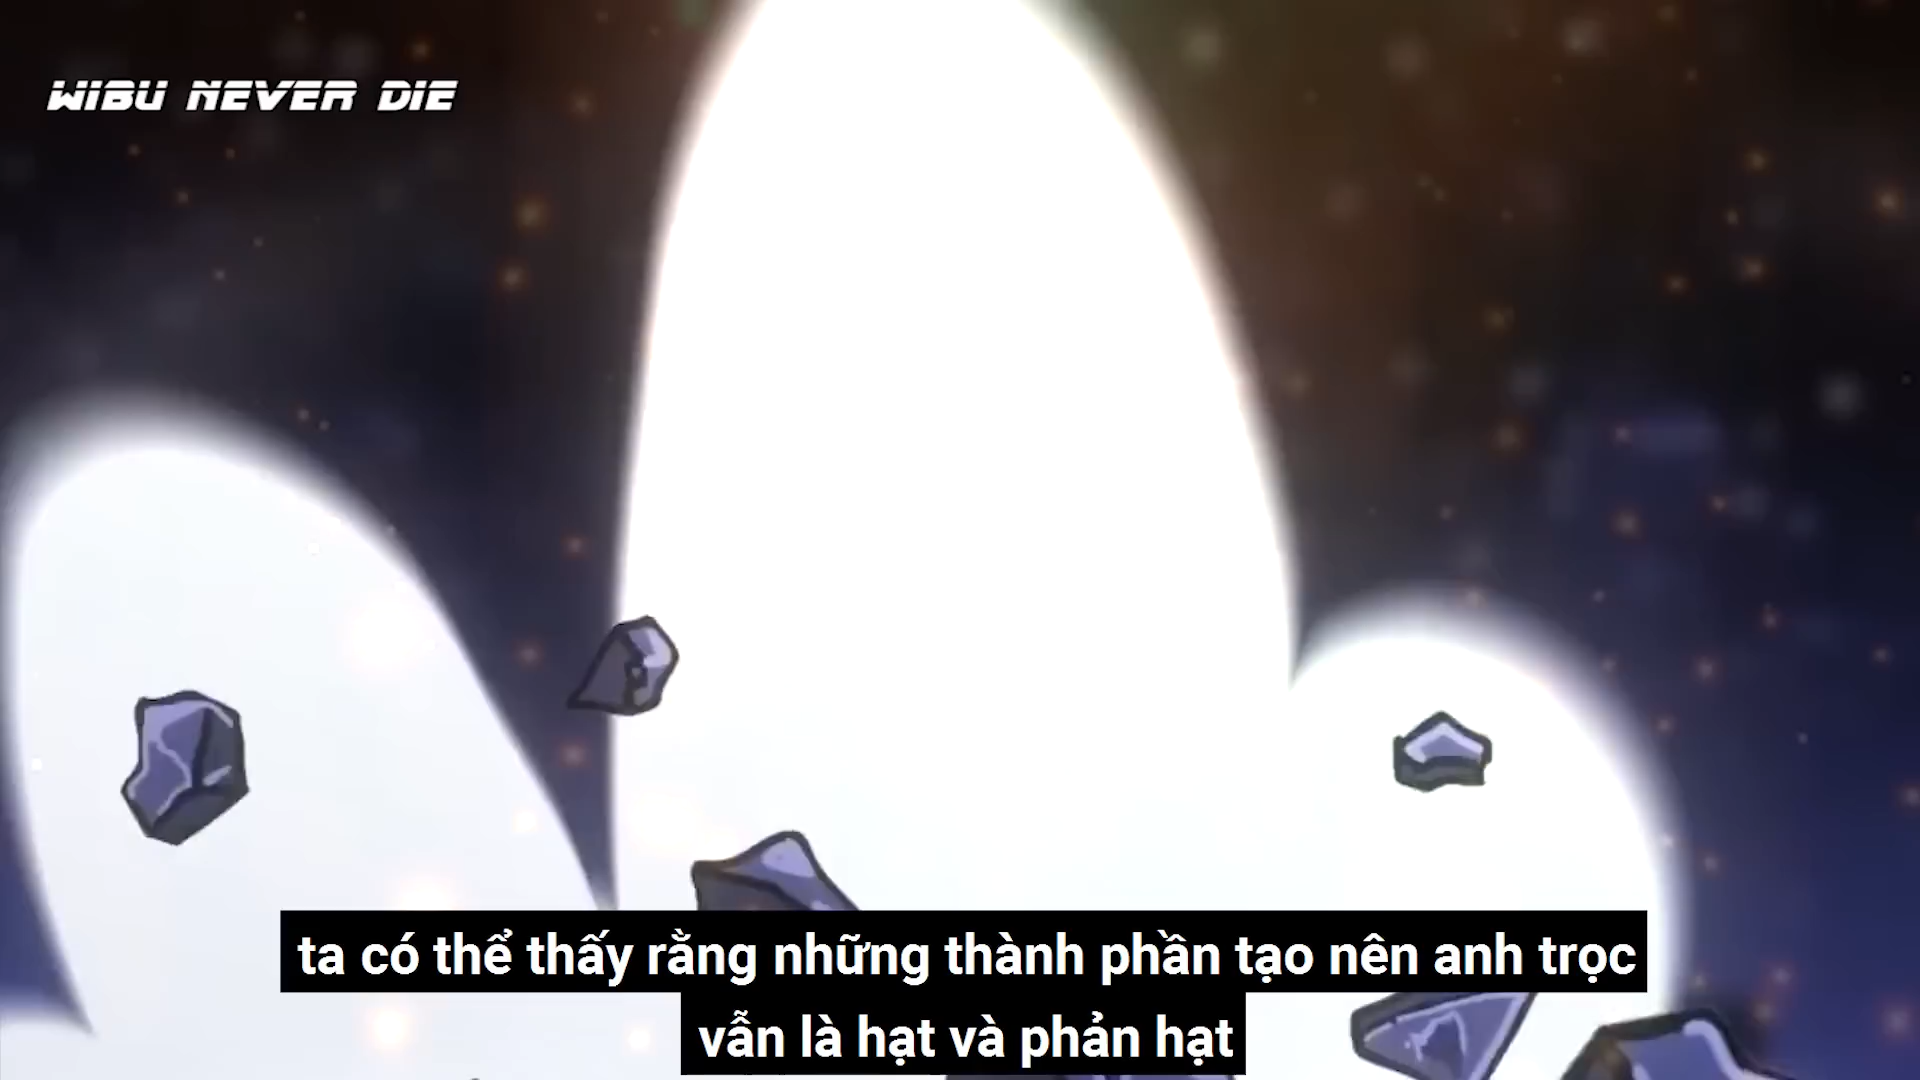 WIBU NEVER DIE
ta có thể thấy rằng những thành phần tạo nên anh trọc
vẫn là hạt và phản hạt